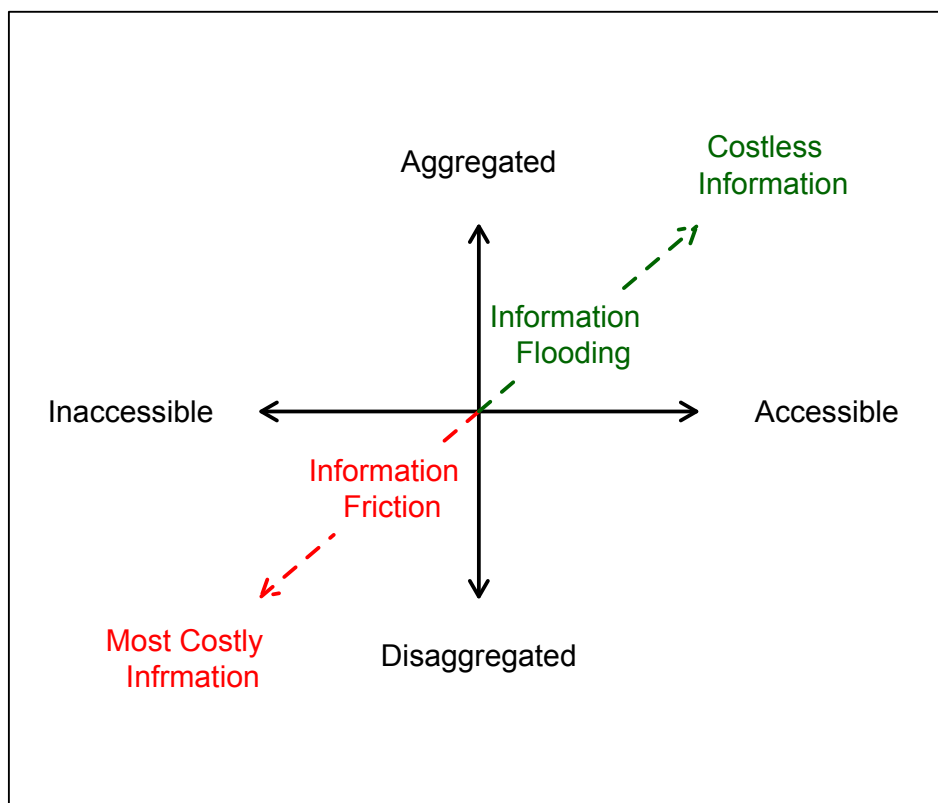 Costless
Information
Aggregated
Information
Flooding
Inaccessible
Accessible
Information
Friction
Most Costly
Infrmation
Disaggregated